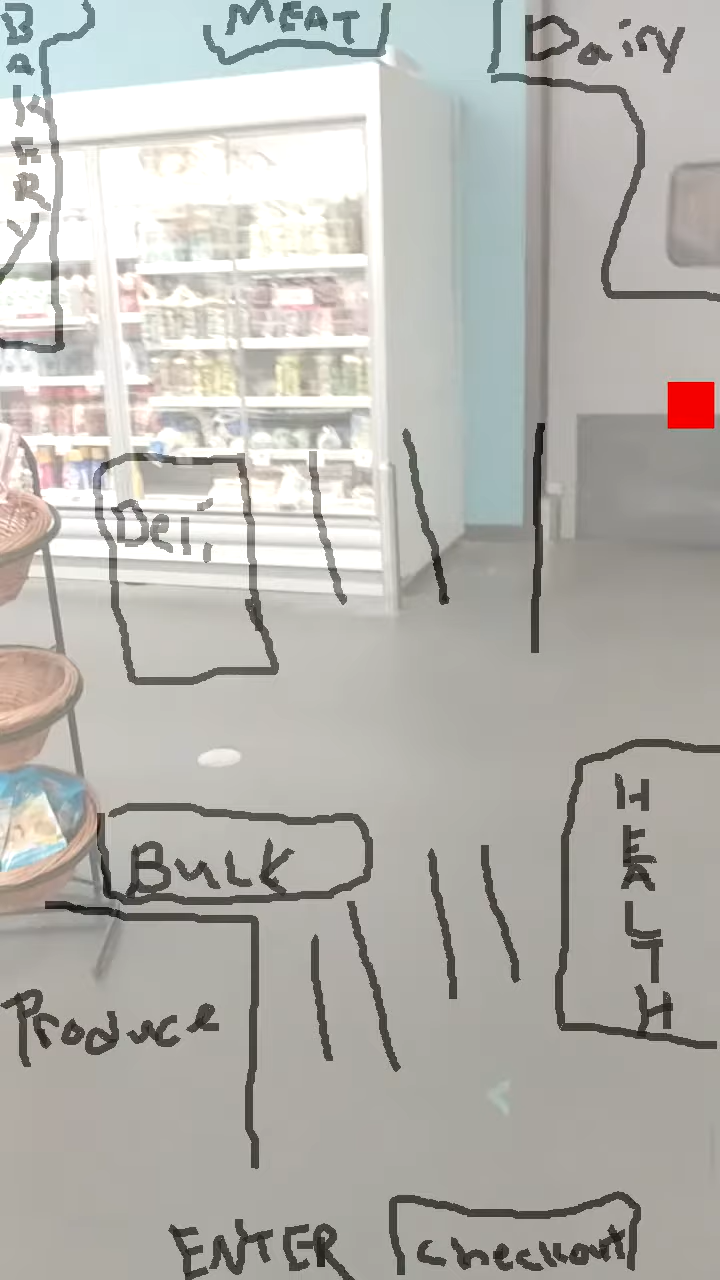 BAKERY
MEAT
Dairy
Deli
BULK
HEALTH
Produce
ENTER
Checkout